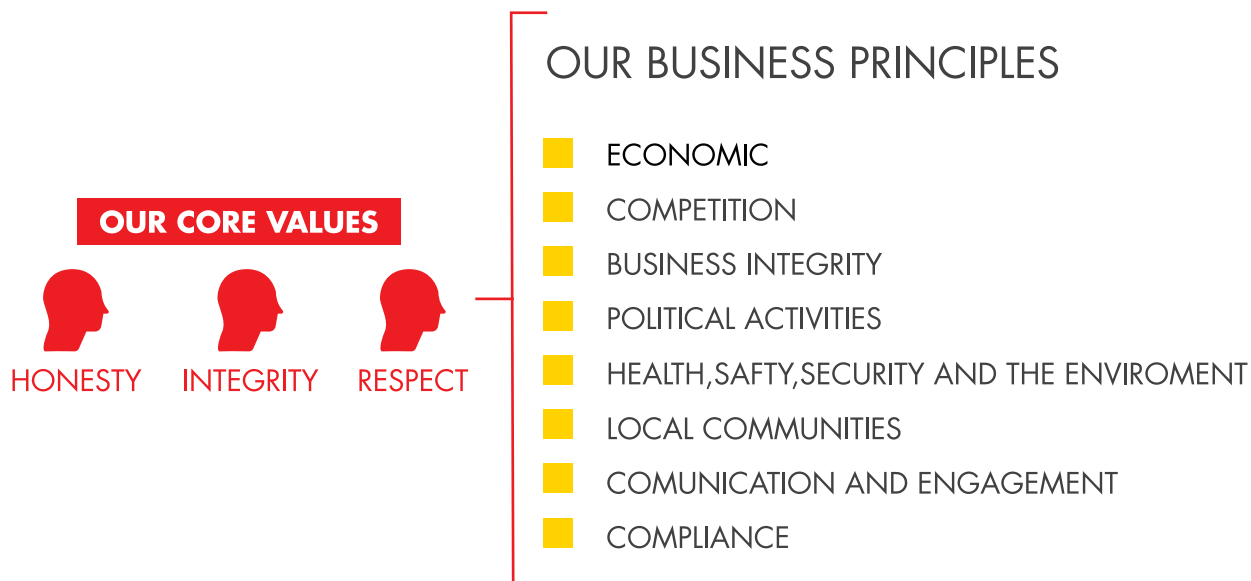 OUR CORE VALUES
HONESTY INTEGRITY RESPECT
OUR BUSINESS PRINCIPLES
ECONOMIC
COMPETITION
BUSINESS INTEGRITY
POLITICAL ACTIVITIES
HEALTH,SAFTY,SECURITY AND THE ENVIROMENT
LOCAL COMMUNITIES
COMUNICATION AND ENGAGEMENT
COMPLIANCE